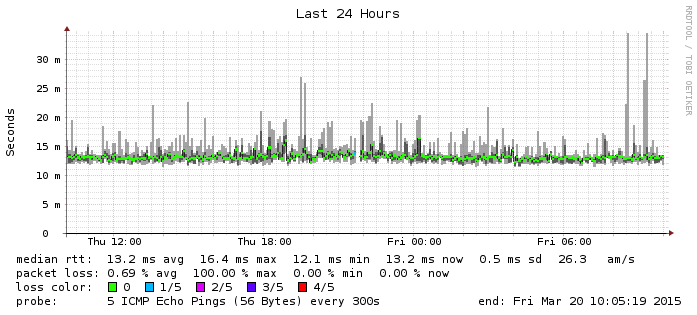 Last 24 Hours
RRDTOOL / TOBI OETIKER
Seconds
30 m
25 m
20 m
15 m
10 m
5 m
0
Thu 12:00 Thu 18:00 Fri 00:00 Fri 06:00
median rtt: 13.2 ms avg 16.4 ms max 12.1 ms min 13.2 ms now 0.5 ms sd 26.3 am/s
packet loss: 0.69 % avg 100.00 % max 0.00 % min 0.00 % now
loss color: 0 1/5 2/5 3/5 4/5
probe: 5 ICMP Echo Pings (56 Bytes) every 300s end: Fri Mar 20 10:05:19 2015